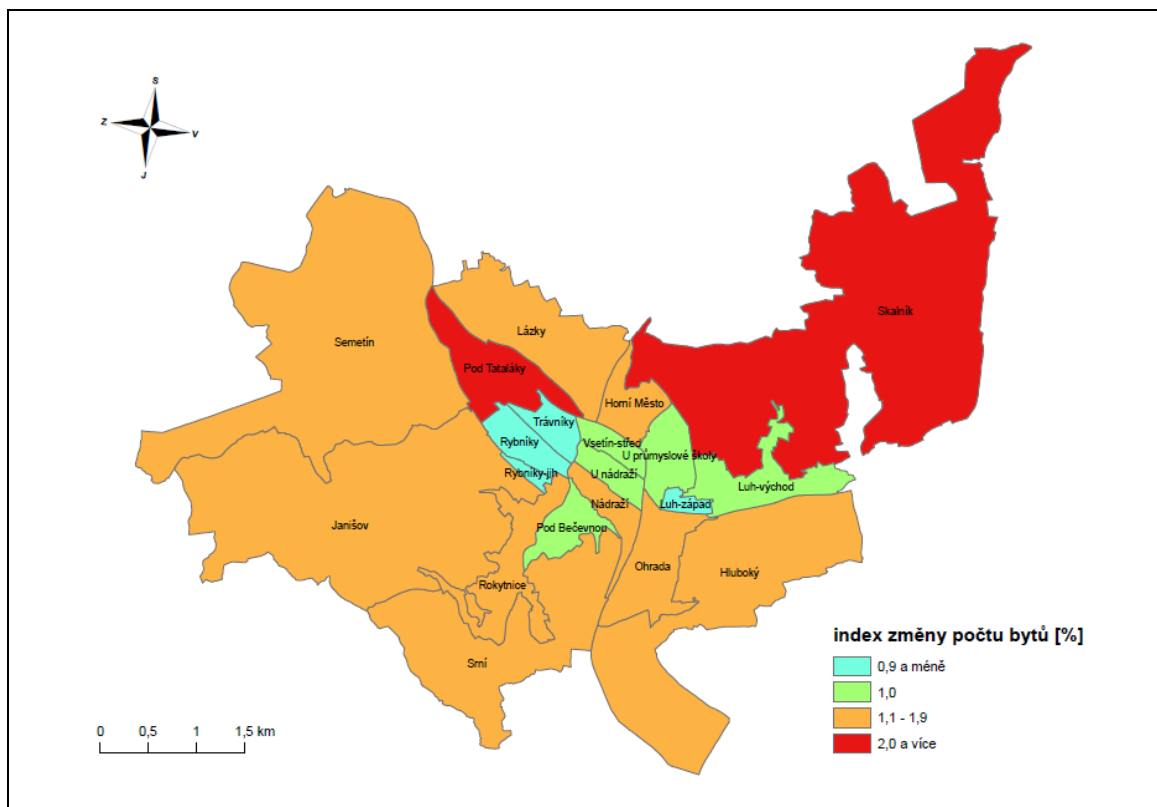 S
Z
V
J
Skalník
Lázky
Semetín
Pod Tataláky
Horní Město
Trávníky
Rybníky
Vsetín-střed
U průmyslové školy
Rybníky-jih
U nádraží
Luh-východ
Nádraží
Luh-západ
Janišov
Pod Bečevnou
Ohrada
Hluboký
Rokytnice
Srní
index změny počtu bytů [%]
0,9 a méně
1,0
1,1 - 1,9
2,0 a více
0 0,5 1 1,5 km